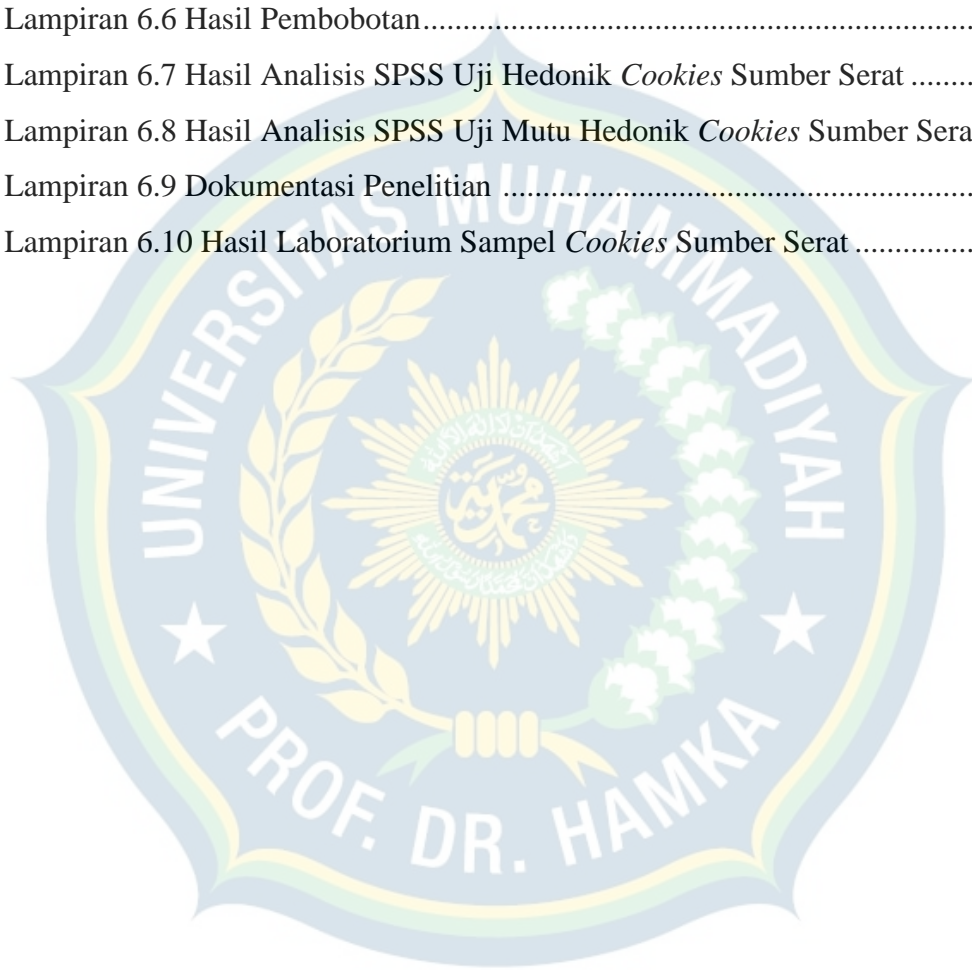 Lampiran 6.6 Hasil Pembobotan..................................................................
Lampiran 6.7 Hasil Analisis SPSS Uji Hedonik Cookies Sumber Serat ........
Lampiran 6.8 Hasil Analisis SPSS Uji Mutu Hedonik Cookies Sumber Sera
Lampiran 6.9 Dokumentasi Penelitian .........................................................
Lampiran 6.10 Hasil Laboratorium Sampel Cookies Sumber Serat ..............
UNIVERSITAS MUHAMMADIYAH
محمدية
PROF. DR. HAMKA